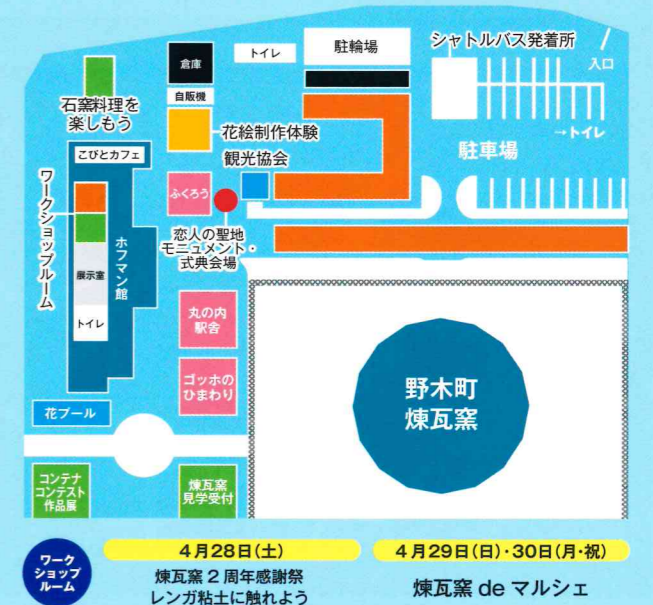 倉庫
トイレ
駐輪場
シャトルバス発着所
入口
自販機
石窯料理を
楽しもう
花絵制作体験
→トイレ
駐車場
こびとカフェ
観光協会
ワークショップルーム
ふくろう
恋人の聖地
モニュメント・
式典会場
ホフマン館
展示室
トイレ
丸の内
駅舎
ゴッホの
ひまわり
野木町
煉瓦窯
花プール
コンテナ
コンテスト
作品展
煉瓦窯
見学受付
ワーク
ショップ
ルーム
4月28日(土)
煉瓦窯2周年感謝祭
レンガ粘土に触れよう
4月29日(日)・30日(月・祝)
煉瓦窯 de マルシェ